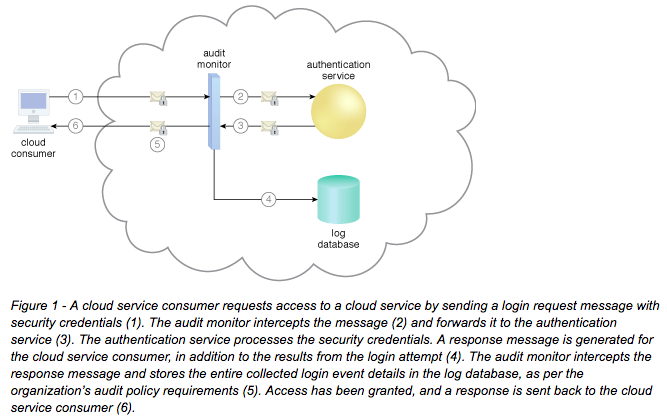 audit
monitor
authentication
service
1
2
6
3
5
cloud
consumer
4
log
database
Figure 1 - A cloud service consumer requests access to a cloud service by sending a login request message with
security credentials (1). The audit monitor intercepts the message (2) and forwards it to the authentication
service (3). The authentication service processes the security credentials. A response message is generated for
the cloud service consumer, in addition to the results from the login attempt (4). The audit monitor intercepts the
response message and stores the entire collected login event details in the log database, as per the
organization's audit policy requirements (5). Access has been granted, and a response is sent back to the cloud
service consumer (6).